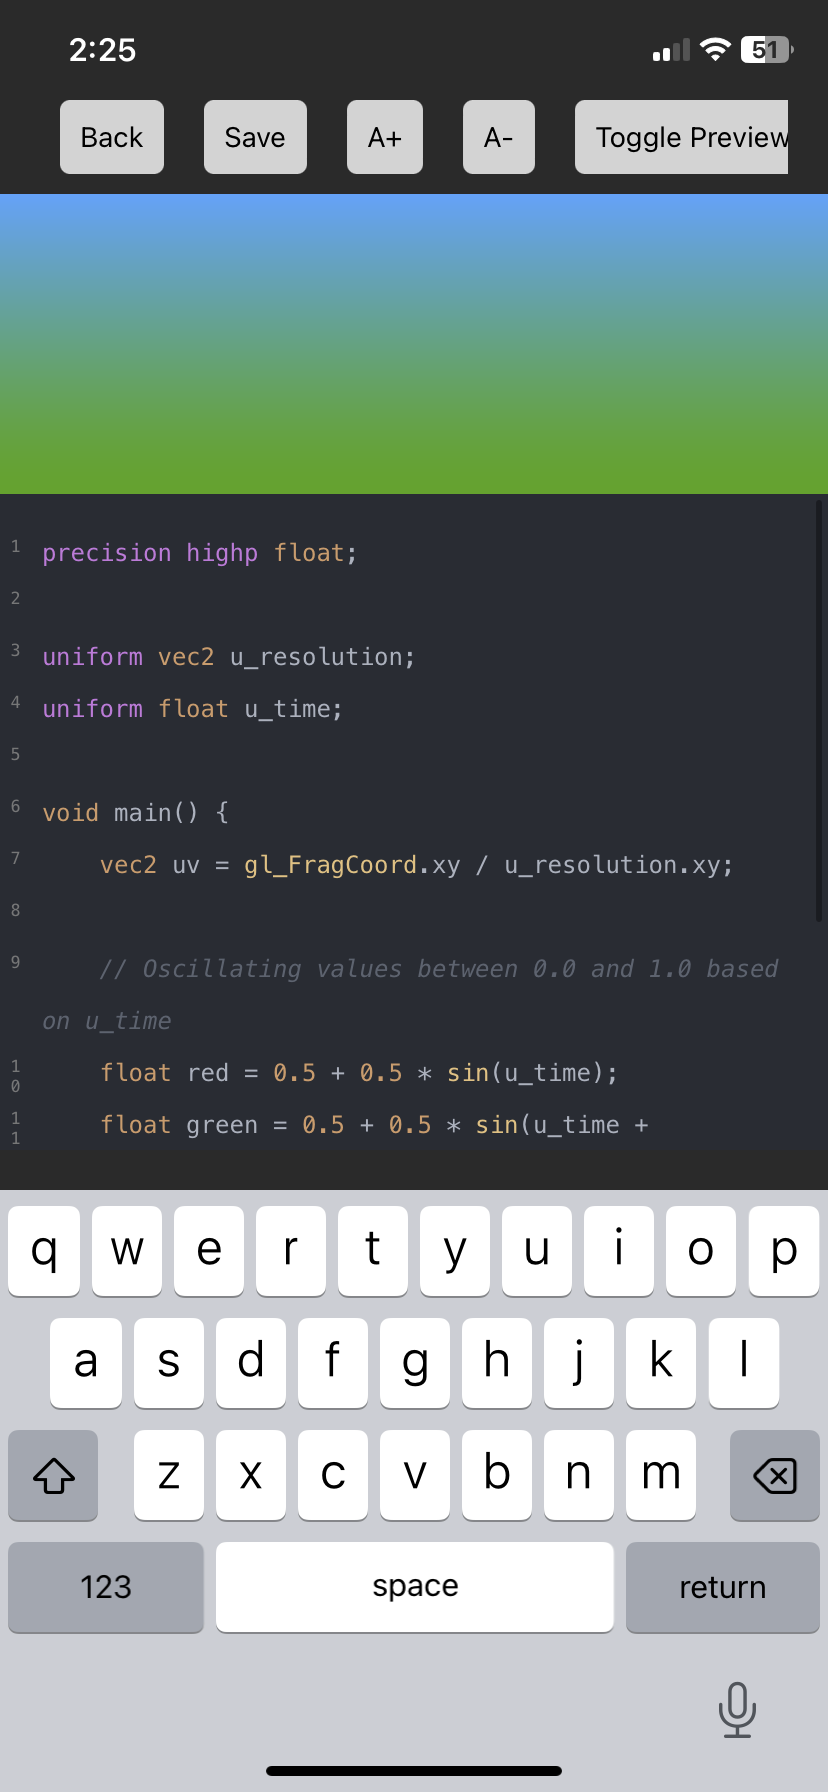 2:25
51
Back Save A+ A- Toggle Preview
1 precision highp float;
2
3 uniform vec2 u_resolution;
4 uniform float u_time;
5
6 void main() {
7 vec2 uv = gl_FragCoord.xy / u_resolution.xy;
8
9 // Oscillating values between 0.0 and 1.0 based
on u_time
10 float red = 0.5 + 0.5 * sin(u_time);
11 float green = 0.5 + 0.5 * sin(u_time +
q w e r t y u i o p
a s d f g h j k l
z x c v b n m
123 space return